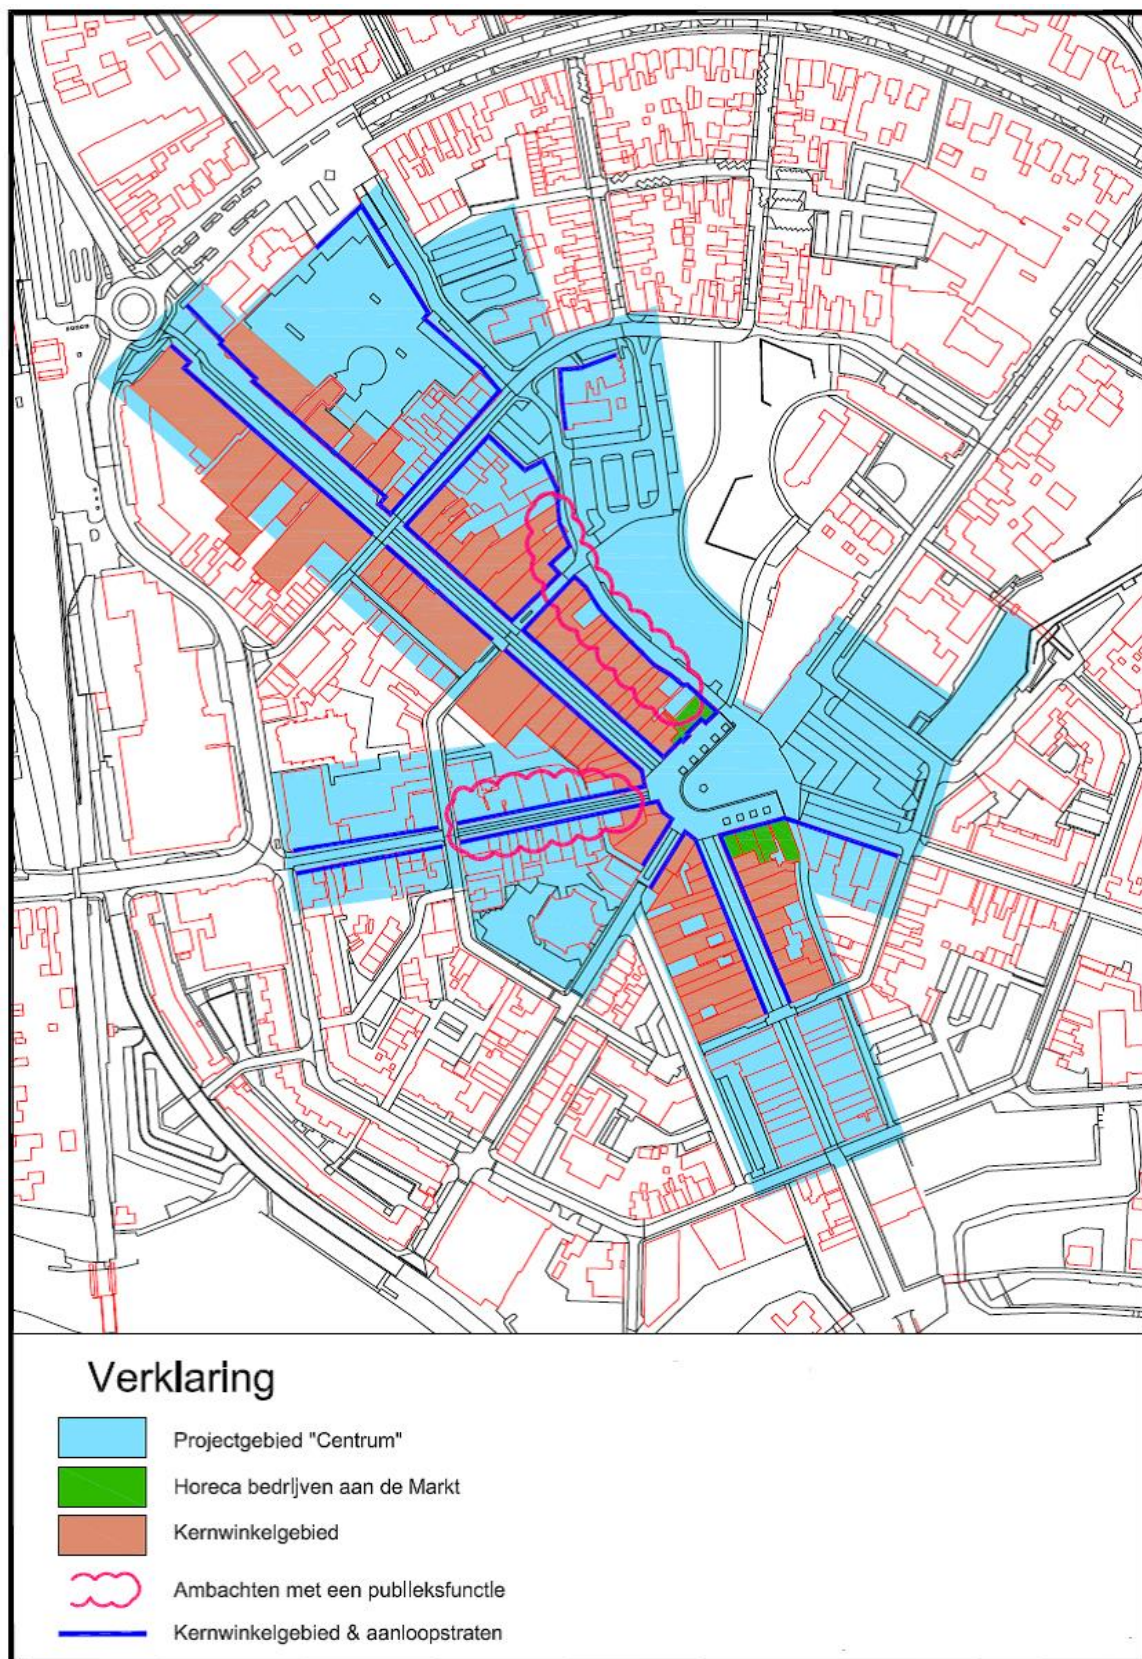 Verklaring
Projectgebied "Centrum"
Horeca bedrijven aan de Markt
Kernwinkelgebied
Ambachten met een publieksfunctie
Kernwinkelgebied & aanloopstraten